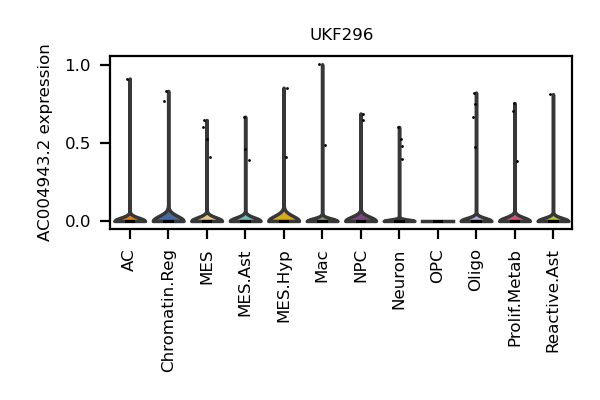 UKF296
AC004943.2 expression
1.0
0.5
0.0
AC
Chromatin.Reg
MES
MES.Ast
MES.Hyp
Mac
NPC
Neuron
OPC
Oligo
Prolif.Metab
Reactive.Ast